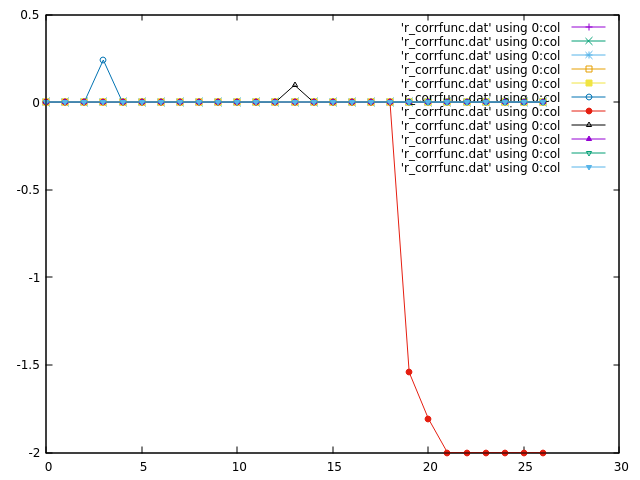 0.5
'r_corrfunc.dat' using 0:col
'r_corrfunc.dat' using 0:col
'r_corrfunc.dat' using 0:col
'r_corrfunc.dat' using 0:col
'r_corrfunc.dat' using 0:col
'r_corrfunc.dat' using 0:col
0
'r_corrfunc.dat' using 0:col
'r_corrfunc.dat' using 0:col
'r_corrfunc.dat' using 0:col
'r_corrfunc.dat' using 0:col
'r_corrfunc.dat' using 0:col
-0.5
-1
-1.5
-2
0 5 10 15 20 25 30